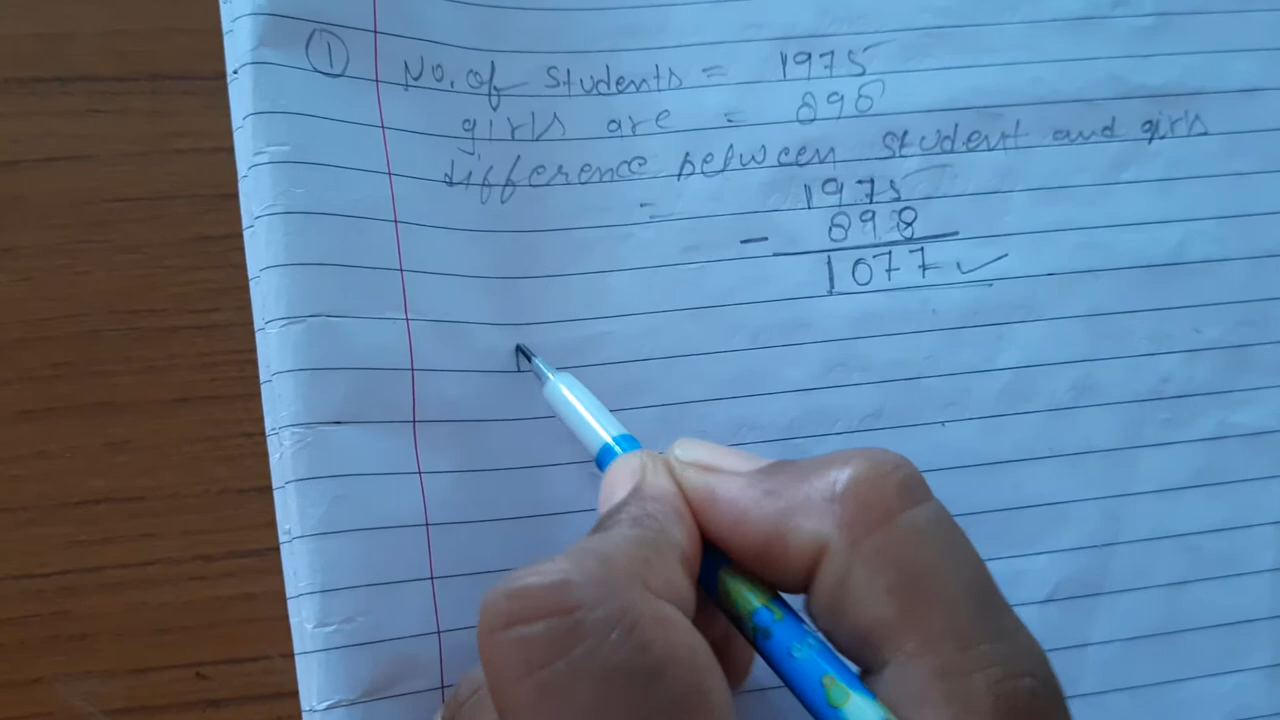 ① No. of students = 1975
girls are = 898
difference between student and girls
= 1975
- 898
1077 ✓